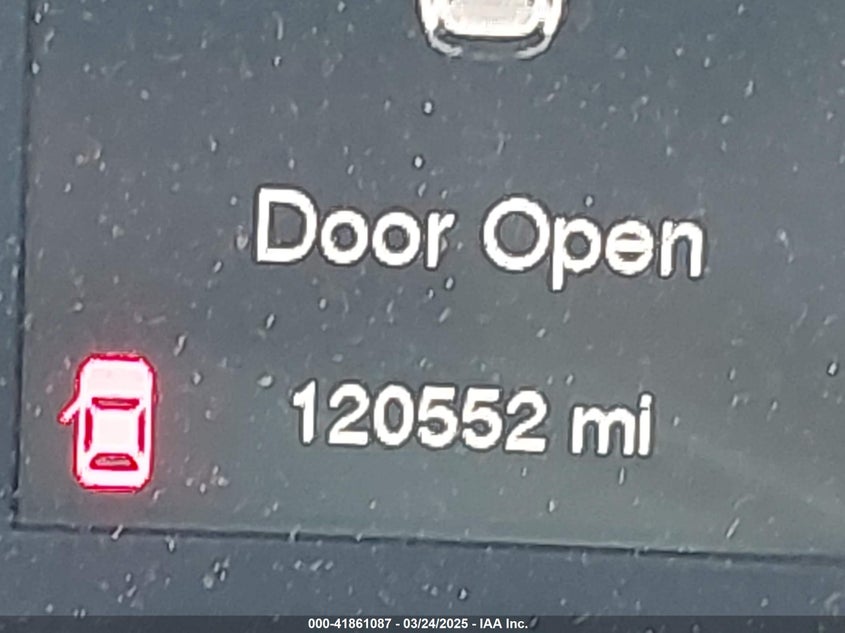 Door Open
120552 mi
000-41861087 - 03/24/2025 - IAA Inc.